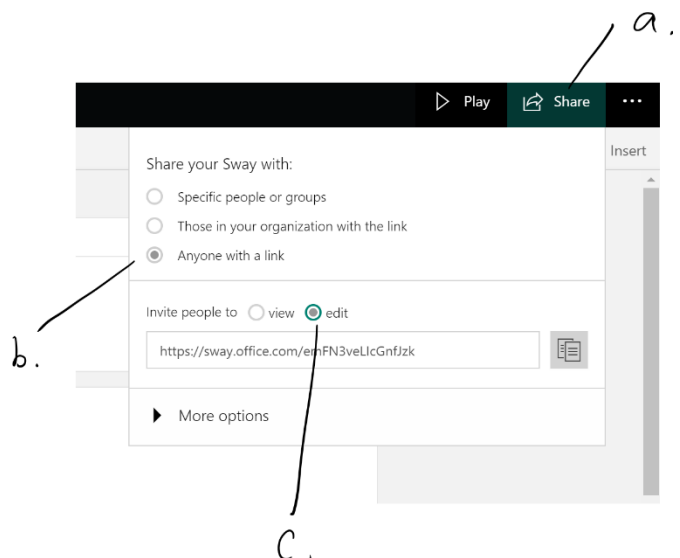 a.
Play Share ...
Insert
Share your Sway with:
Specific people or groups
Those in your organization with the link
Anyone with a link
b.
Invite people to view edit
https://sway.office.com/emFN3veLIcGnfJzk
More options
C.